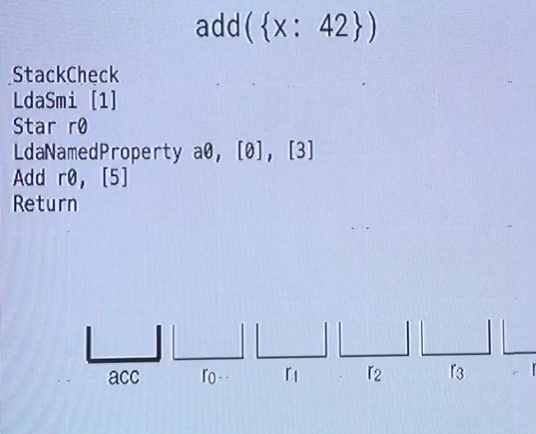 add({x: 42})
StackCheck
LdaSmi [1]
Star r0
LdaNamedProperty a0, [0], [3]
Add r0, [5]
Return
acc r0 r1 r2 r3